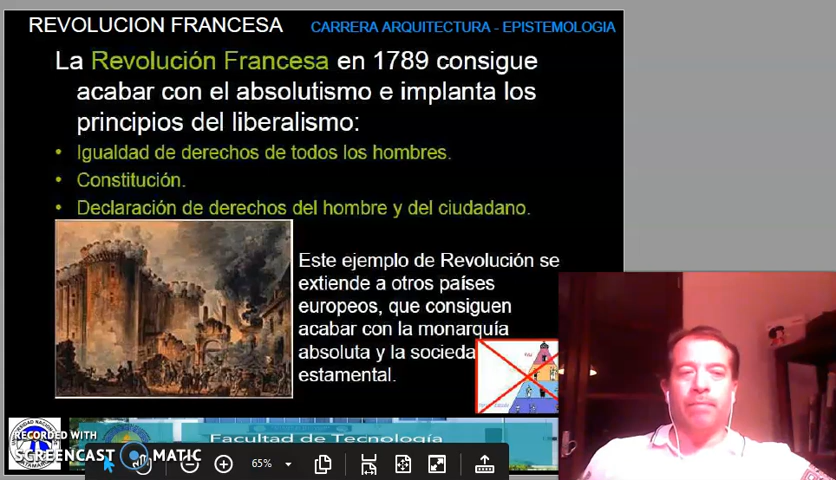 REVOLUCION FRANCESA
CARRERA ARQUITECTURA - EPISTEMOLOGIA
La Revolución Francesa en 1789 consigue
acabar con el absolutismo e implanta los
principios del liberalismo:
• Igualdad de derechos de todos los hombres.
• Constitución.
• Declaración de derechos del hombre y del ciudadano.
Este ejemplo de Revolución se
extiende a otros países
europeos, que consiguen
acabar con la monarquía
absoluta y la socieda
estamental.
Facultad de Tecnología
RECORDED WITH
SCREENCAST MATIC
65%